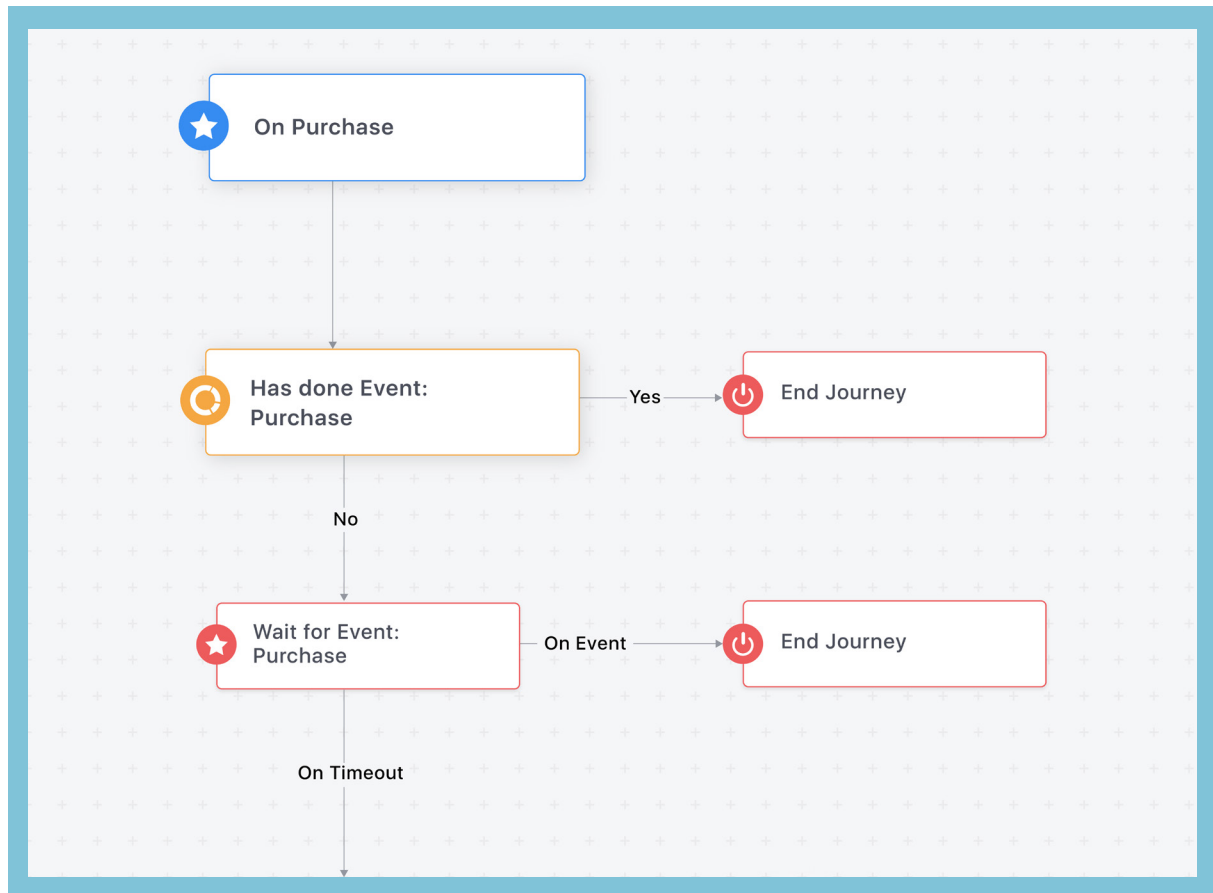 On Purchase
Has done Event:
Purchase
Yes
End Journey
No
Wait for Event:
Purchase
On Event
End Journey
On Timeout